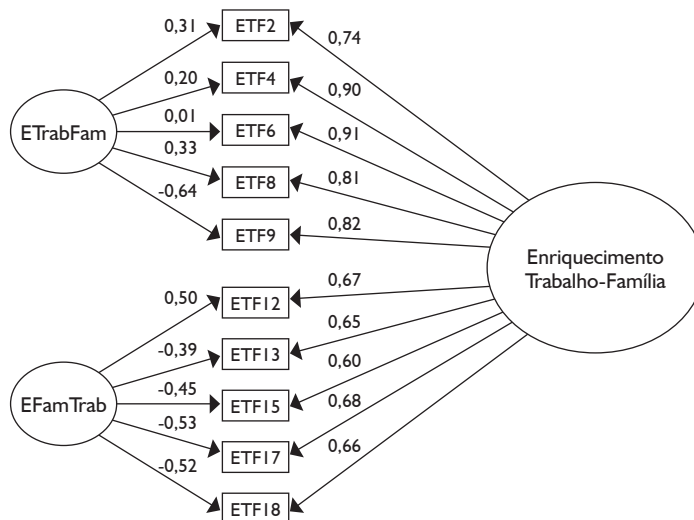 0,31
ETF2
0,74
0,20
ETF4
0,90
ETrabFam
0,01
ETF6
0,91
0,33
ETF8
0,81
-0,64
ETF9
0,82
Enriquecimento
Trabalho-Família
0,50
ETF12
0,67
-0,39
ETF13
0,65
EFamTrab
-0,45
ETF15
0,60
-0,53
ETF17
0,68
-0,52
ETF18
0,66